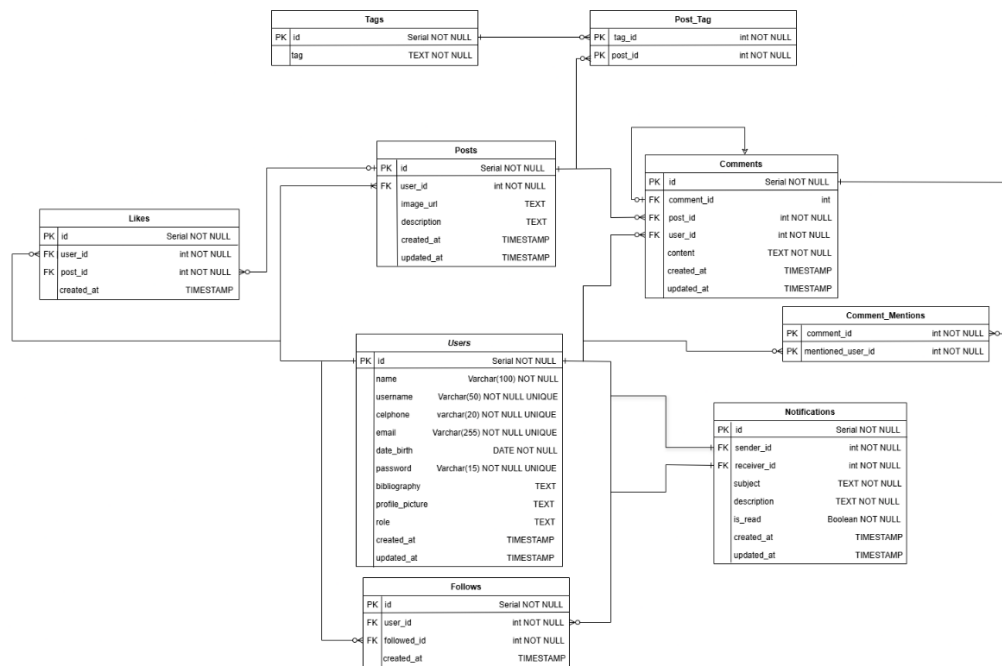 Tags
PK id Serial NOT NULL
tag TEXT NOT NULL
Post_Tag
PK tag_id int NOT NULL
PK post_id int NOT NULL
Posts
PK id Serial NOT NULL
FK user_id int NOT NULL
image_url TEXT
description TEXT
created_at TIMESTAMP
updated_at TIMESTAMP
Comments
PK id Serial NOT NULL
FK comment_id int
FK post_id int NOT NULL
FK user_id int NOT NULL
content TEXT NOT NULL
created_at TIMESTAMP
updated_at TIMESTAMP
Likes
PK id Serial NOT NULL
FK user_id int NOT NULL
FK post_id int NOT NULL
created_at TIMESTAMP
Comment_Mentions
PK comment_id int NOT NULL
PK mentioned_user_id int NOT NULL
Users
PK id Serial NOT NULL
name Varchar(100) NOT NULL
username Varchar(50) NOT NULL UNIQUE
celphone varchar(20) NOT NULL UNIQUE
email Varchar(255) NOT NULL UNIQUE
date_birth DATE NOT NULL
password Varchar(15) NOT NULL UNIQUE
bibliography TEXT
profile_picture TEXT
role TEXT
created_at TIMESTAMP
updated_at TIMESTAMP
Notifications
PK id Serial NOT NULL
FK sender_id int NOT NULL
FK receiver_id int NOT NULL
subject TEXT NOT NULL
description TEXT NOT NULL
is_read Boolean NOT NULL
created_at TIMESTAMP
updated_at TIMESTAMP
Follows
PK id Serial NOT NULL
FK user_id int NOT NULL
FK followed_id int NOT NULL
created_at TIMESTAMP